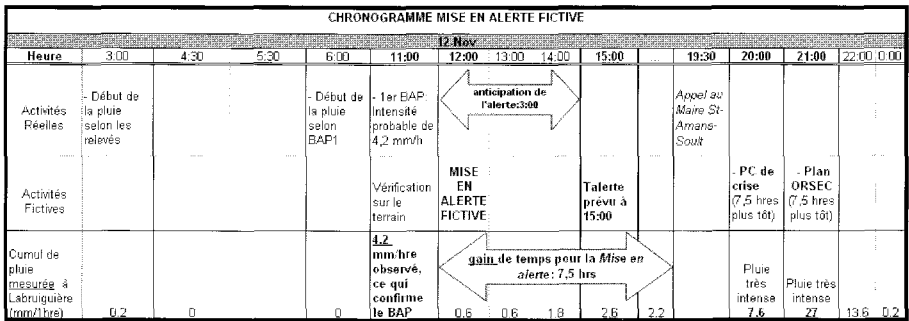 CHRONOGRAMME MISE EN ALERTE FICTIVE
12.Nov
Heure 3:00 4:30 5:30 6:00 11:00 12:00 13:00 14:00 15:00 ... 19:30 20:00 21:00 22:00 0:00
Activités
Réelles
- Début de
la pluie
selon les
relevés
- Début de
la pluie
selon
BAP1
- 1er BAP:
Intensité
probable de
4,2 mm/h
anticipation de
l'alerte:3:00
Appel au
Maire St-
Amans-
Soult
Activités
Fictives
Vérification
sur le
terrain
MISE
EN
ALERTE
FICTIVE
Talerte
prévu à
15:00
- PC de
crise
(7,5 hres
plus tôt)
- Plan
ORSEC
(7,5 hres
plus tôt)
Cumul de
pluie
mesurée à
Labruiguière
(mm/1hre)
0,2 0 0
4.2
mm/hre
observé,
ce qui
confirme
le BAP
gain de temps pour la Mise en
alerte: 7,5 hrs
0,6 0,6 1,8 2,6 2,2
Pluie
très
intense
7,6
Pluie très
intense
27
13,6 0,2